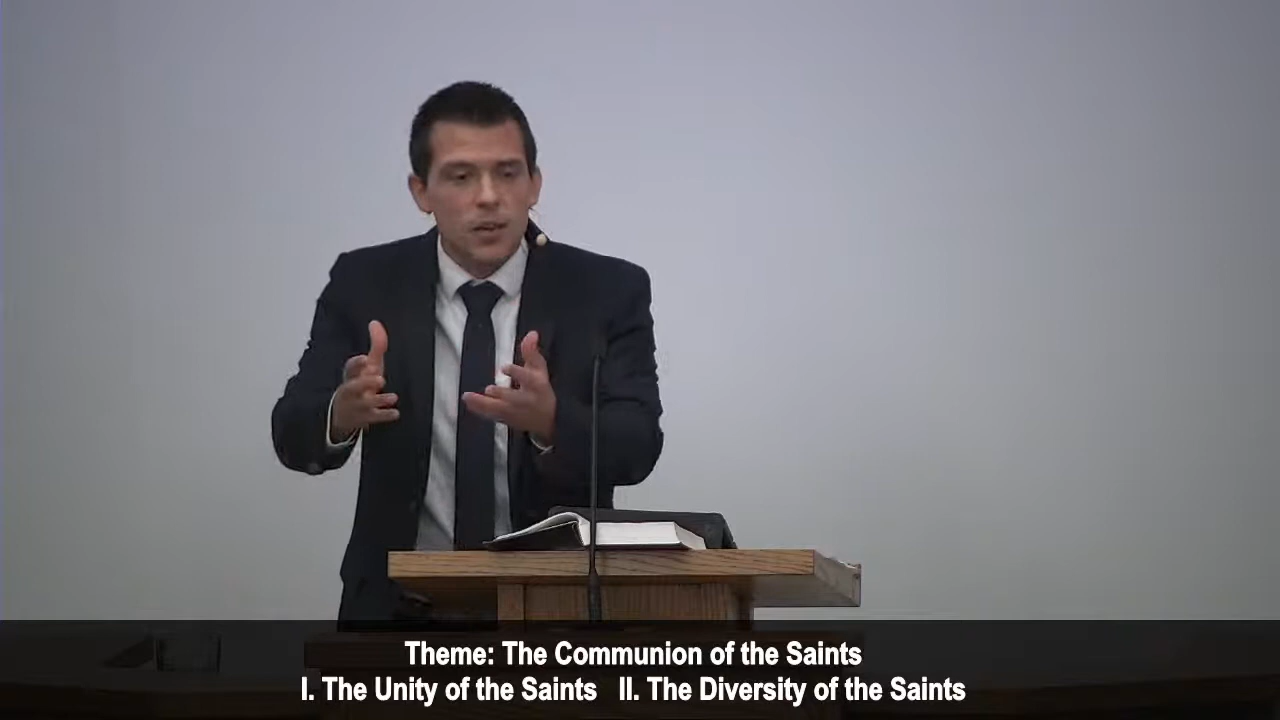 Theme: The Communion of the Saints
I. The Unity of the Saints II. The Diversity of the Saints